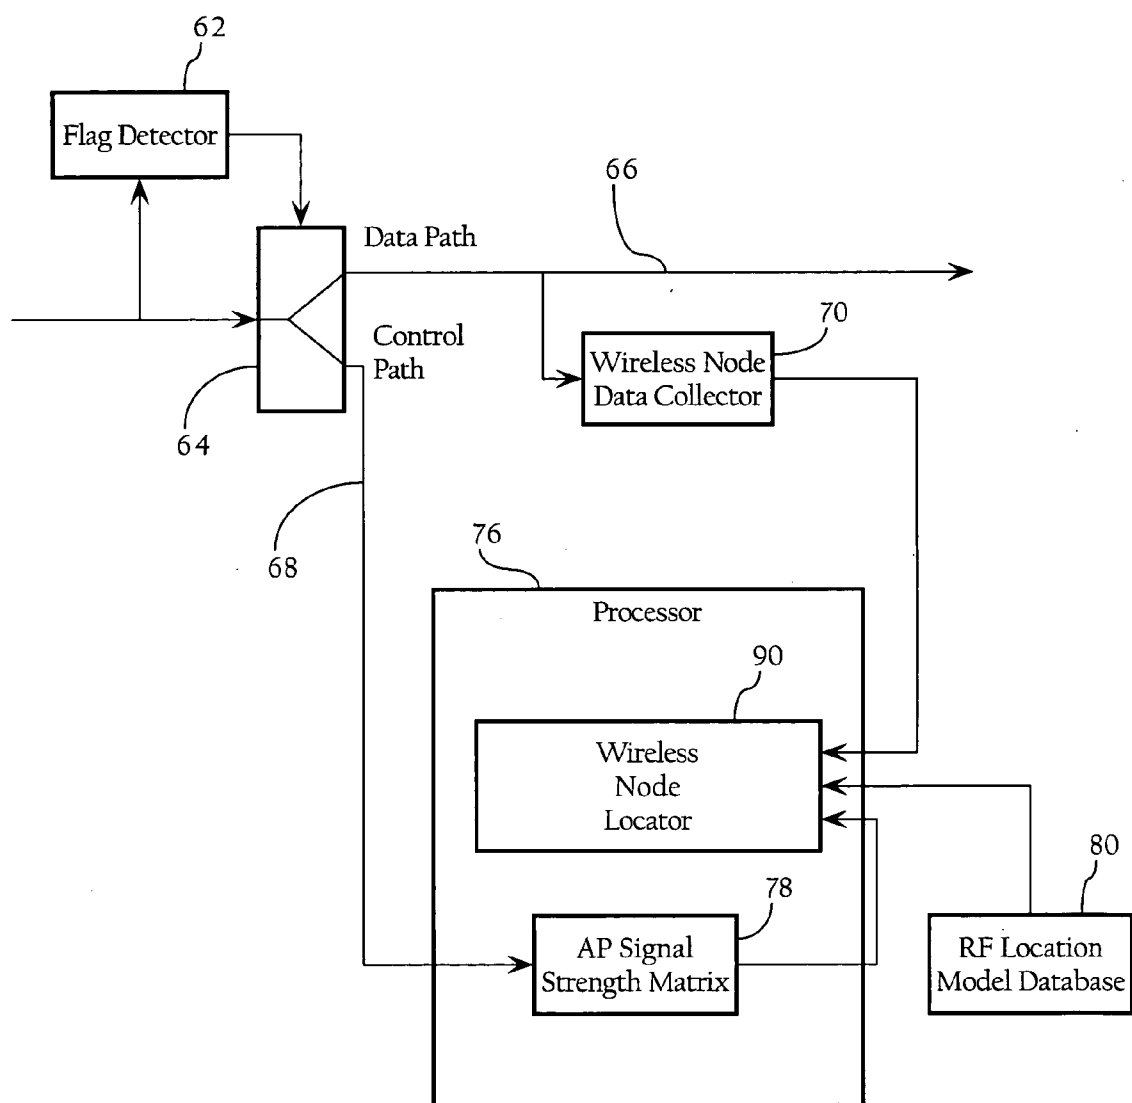 62
Flag Detector
66
Data Path
70
Control
Path
Wireless Node
Data Collector
64
68
76
Processor
90
Wireless
Node
Locator
80
78
AP Signal
Strength Matrix
RF Location
Model Database